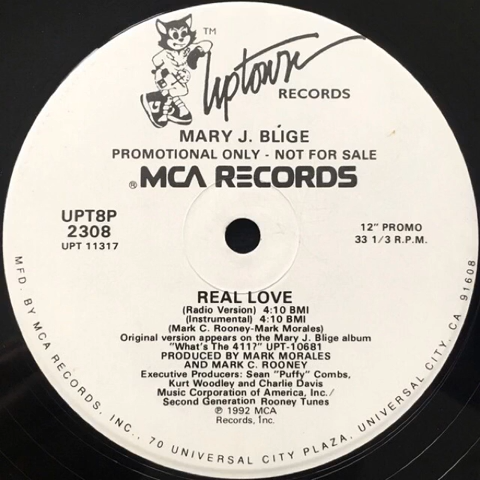 TM
Uptown
RECORDS
MARY J. BLIGE
PROMOTIONAL ONLY - NOT FOR SALE
® MCA RECORDS
UPT8P
2308
UPT 11317
12" PROMO
33 1/3 R.P.M.
REAL LOVE
(Radio Version) 4:10 BMI
(Instrumental) 4:10 BMI
(Mark C. Rooney-Mark Morales)
Original version appears on the Mary J. Blige album
"What's The 411?" UPT-10681
PRODUCED BY MARK MORALES
AND MARK C. ROONEY
Executive Producers: Sean "Puffy" Combs,
Kurt Woodley and Charlie Davis
Music Corporation of America, Inc./
Second Generation Rooney Tunes
℗ 1992 MCA
Records, Inc.
MFD. BY MCA RECORDS, INC., 70 UNIVERSAL CITY PLAZA, UNIVERSAL CITY, CA. 91608